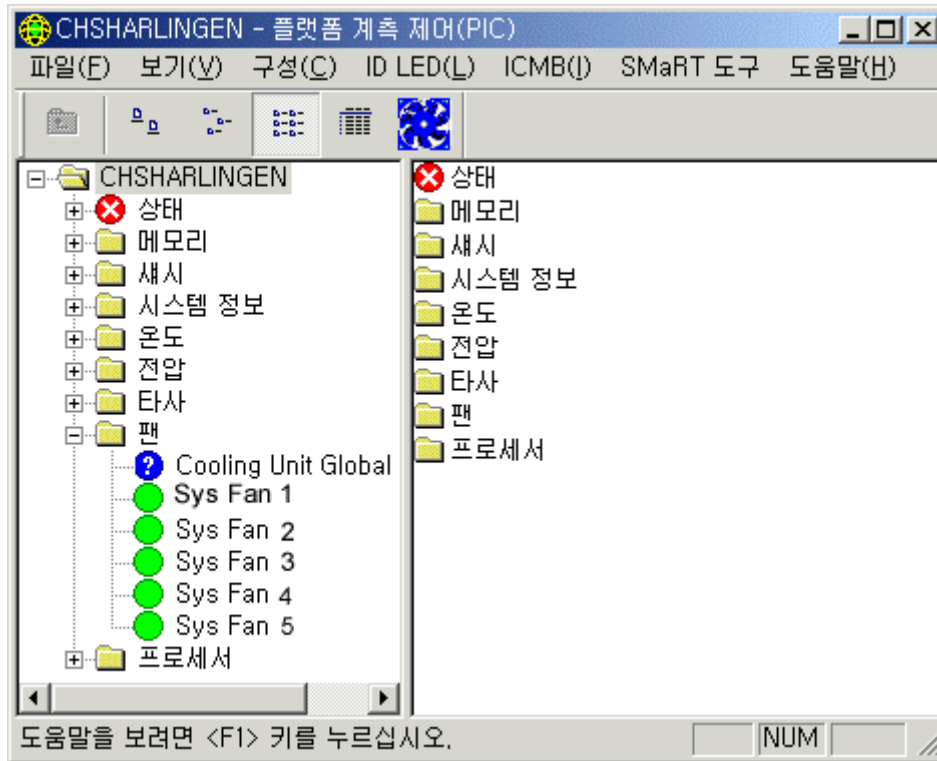 CHSHARLINGEN - 플랫폼 계측 제어(PIC)
파일(F) 보기(V) 구성(C) ID LED(L) ICMB(I) SMaRT 도구 도움말(H)
CHSHARLINGEN
상태
메모리
섀시
시스템 정보
온도
전압
타사
팬
Cooling Unit Global
Sys Fan 1
Sys Fan 2
Sys Fan 3
Sys Fan 4
Sys Fan 5
프로세서
상태
메모리
섀시
시스템 정보
온도
전압
타사
팬
프로세서
도움말을 보려면 <F1> 키를 누르십시오.
NUM